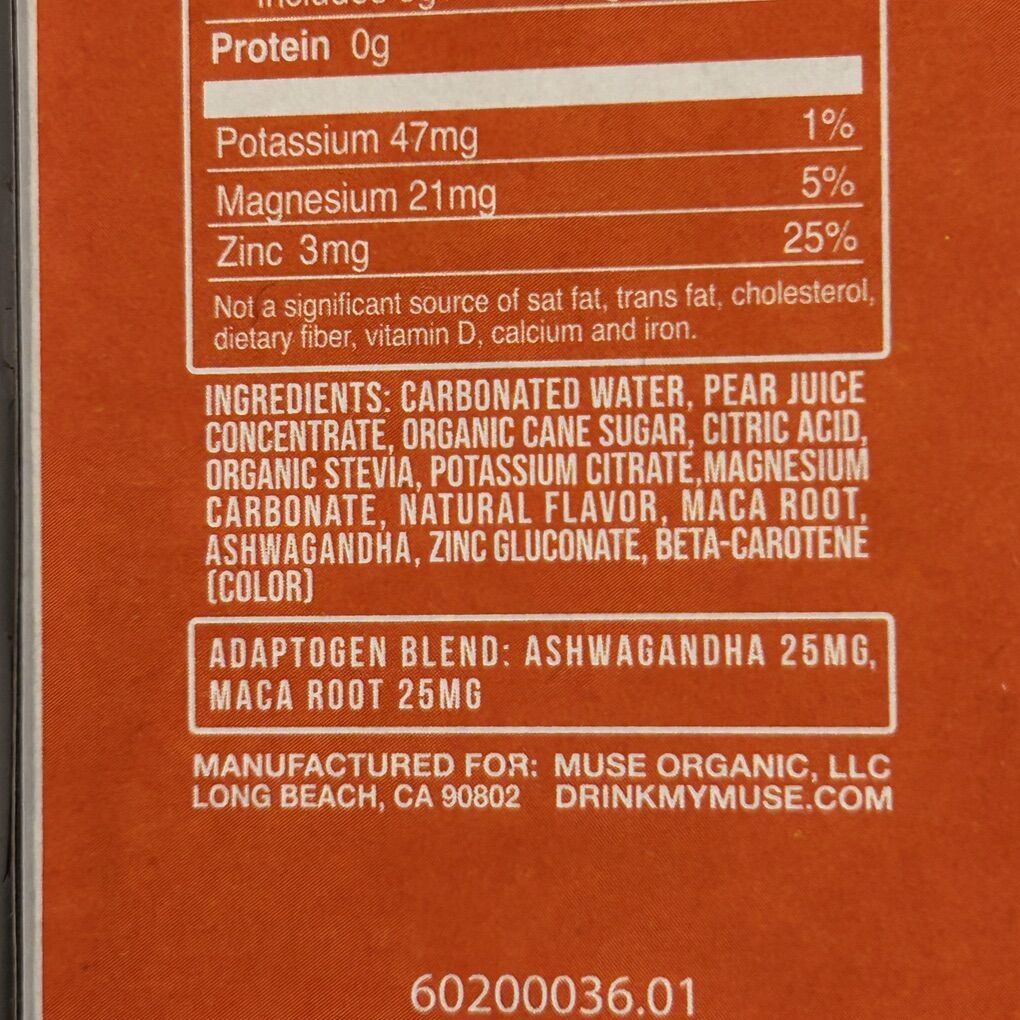 Protein 0g
Potassium 47mg 1%
Magnesium 21mg 5%
Zinc 3mg 25%
Not a significant source of sat fat, trans fat, cholesterol,
dietary fiber, vitamin D, calcium and iron.
INGREDIENTS: CARBONATED WATER, PEAR JUICE
CONCENTRATE, ORGANIC CANE SUGAR, CITRIC ACID,
ORGANIC STEVIA, POTASSIUM CITRATE,MAGNESIUM
CARBONATE, NATURAL FLAVOR, MACA ROOT,
ASHWAGANDHA, ZINC GLUCONATE, BETA-CAROTENE
(COLOR)
ADAPTOGEN BLEND: ASHWAGANDHA 25MG,
MACA ROOT 25MG
MANUFACTURED FOR: MUSE ORGANIC, LLC
LONG BEACH, CA 90802 DRINKMYMUSE.COM
60200036.01